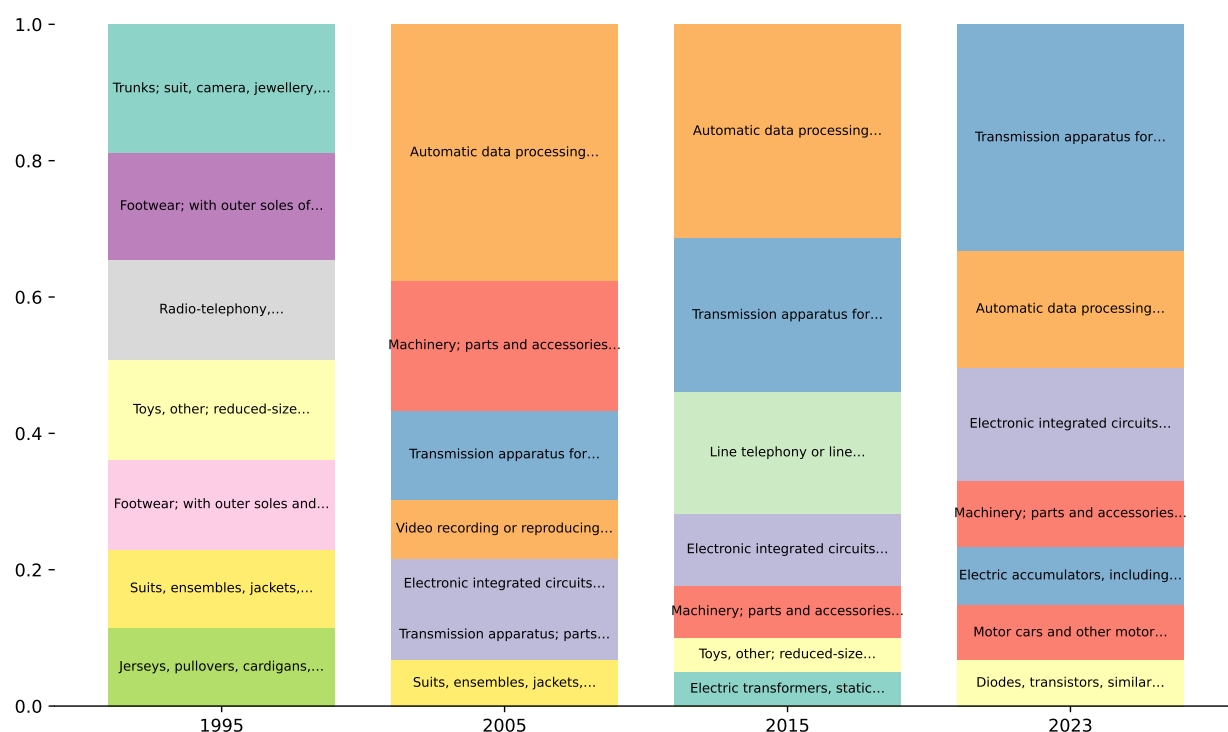 1.0
0.8
0.6
0.4
0.2
0.0
Trunks; suit, camera, jewellery,...
Footwear; with outer soles of...
Radio-telephony,...
Toys, other; reduced-size...
Footwear; with outer soles and...
Suits, ensembles, jackets,...
Jerseys, pullovers, cardigans,...
Automatic data processing...
Machinery; parts and accessories...
Transmission apparatus for...
Video recording or reproducing...
Electronic integrated circuits...
Transmission apparatus; parts...
Suits, ensembles, jackets,...
Automatic data processing...
Transmission apparatus for...
Line telephony or line...
Electronic integrated circuits...
Machinery; parts and accessories...
Toys, other; reduced-size...
Electric transformers, static...
Transmission apparatus for...
Automatic data processing...
Electronic integrated circuits...
Machinery; parts and accessories...
Electric accumulators, including...
Motor cars and other motor...
Diodes, transistors, similar...
1995
2005
2015
2023